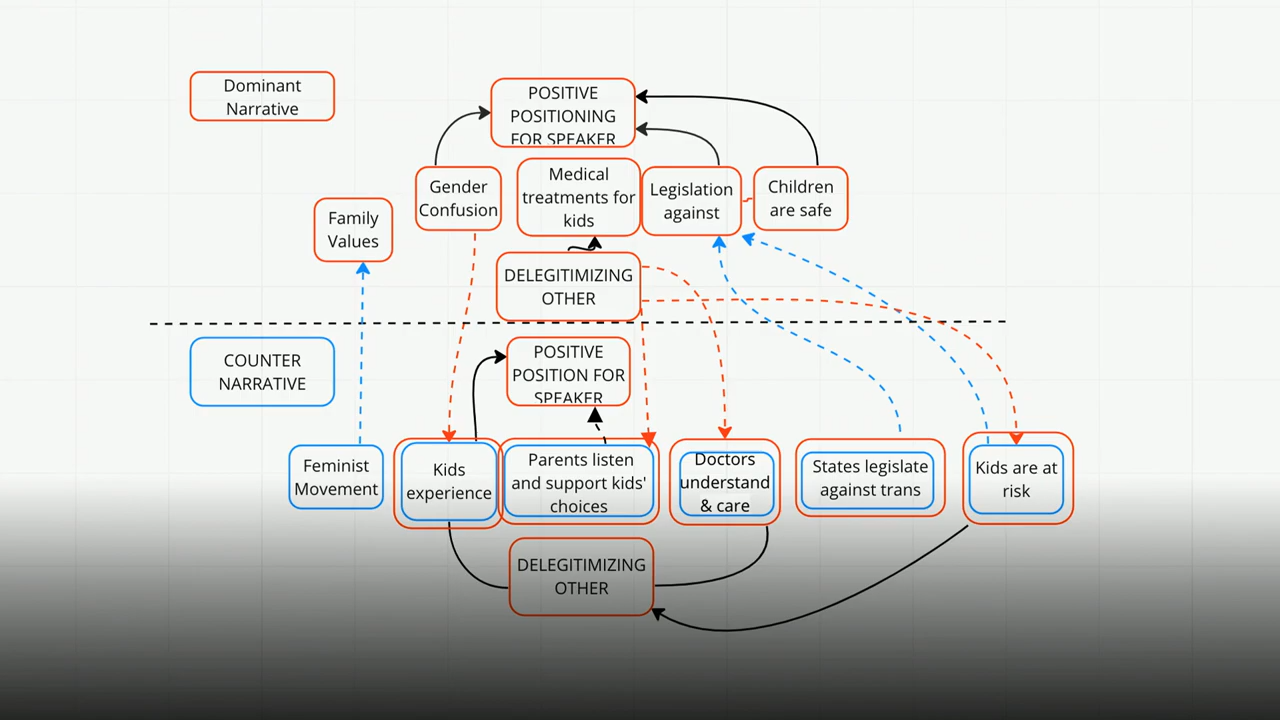 Dominant
Narrative
POSITIVE
POSITIONING
FOR SPEAKER
Gender
Confusion
Medical
treatments for
kids
Legislation
against
Children
are safe
Family
Values
DELEGITIMIZING
OTHER
COUNTER
NARRATIVE
POSITIVE
POSITION FOR
SPEAKER
Feminist
Movement
Kids
experience
Parents listen
and support kids'
choices
Doctors
understand
& care
States legislate
against trans
Kids are at
risk
DELEGITIMIZING
OTHER